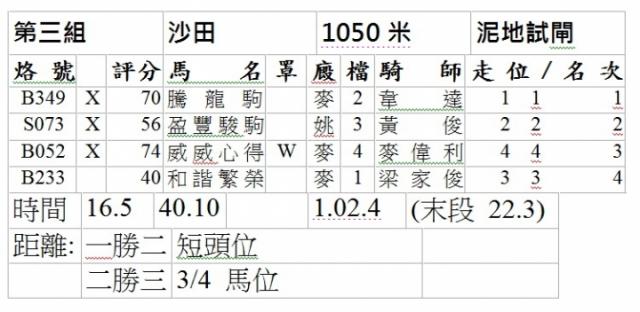 第三組 沙田 1050 米 泥地試閘
烙號 評分 馬名 罩 廠 檔 騎師 走位/名次
B349 X 70 騰龍駒 麥 2 韋達 1 1 1
S073 X 56 盈豐駿駒 姚 3 黃俊 2 2 2
B052 X 74 威威心得 W 麥 4 麥偉利 4 4 3
B233 40 和諧繁榮 麥 1 梁家俊 3 3 4
時間 16.5 40.10 1.02.4 (末段 22.3)
距離: 一勝二 短頭位
二勝三 3/4 馬位